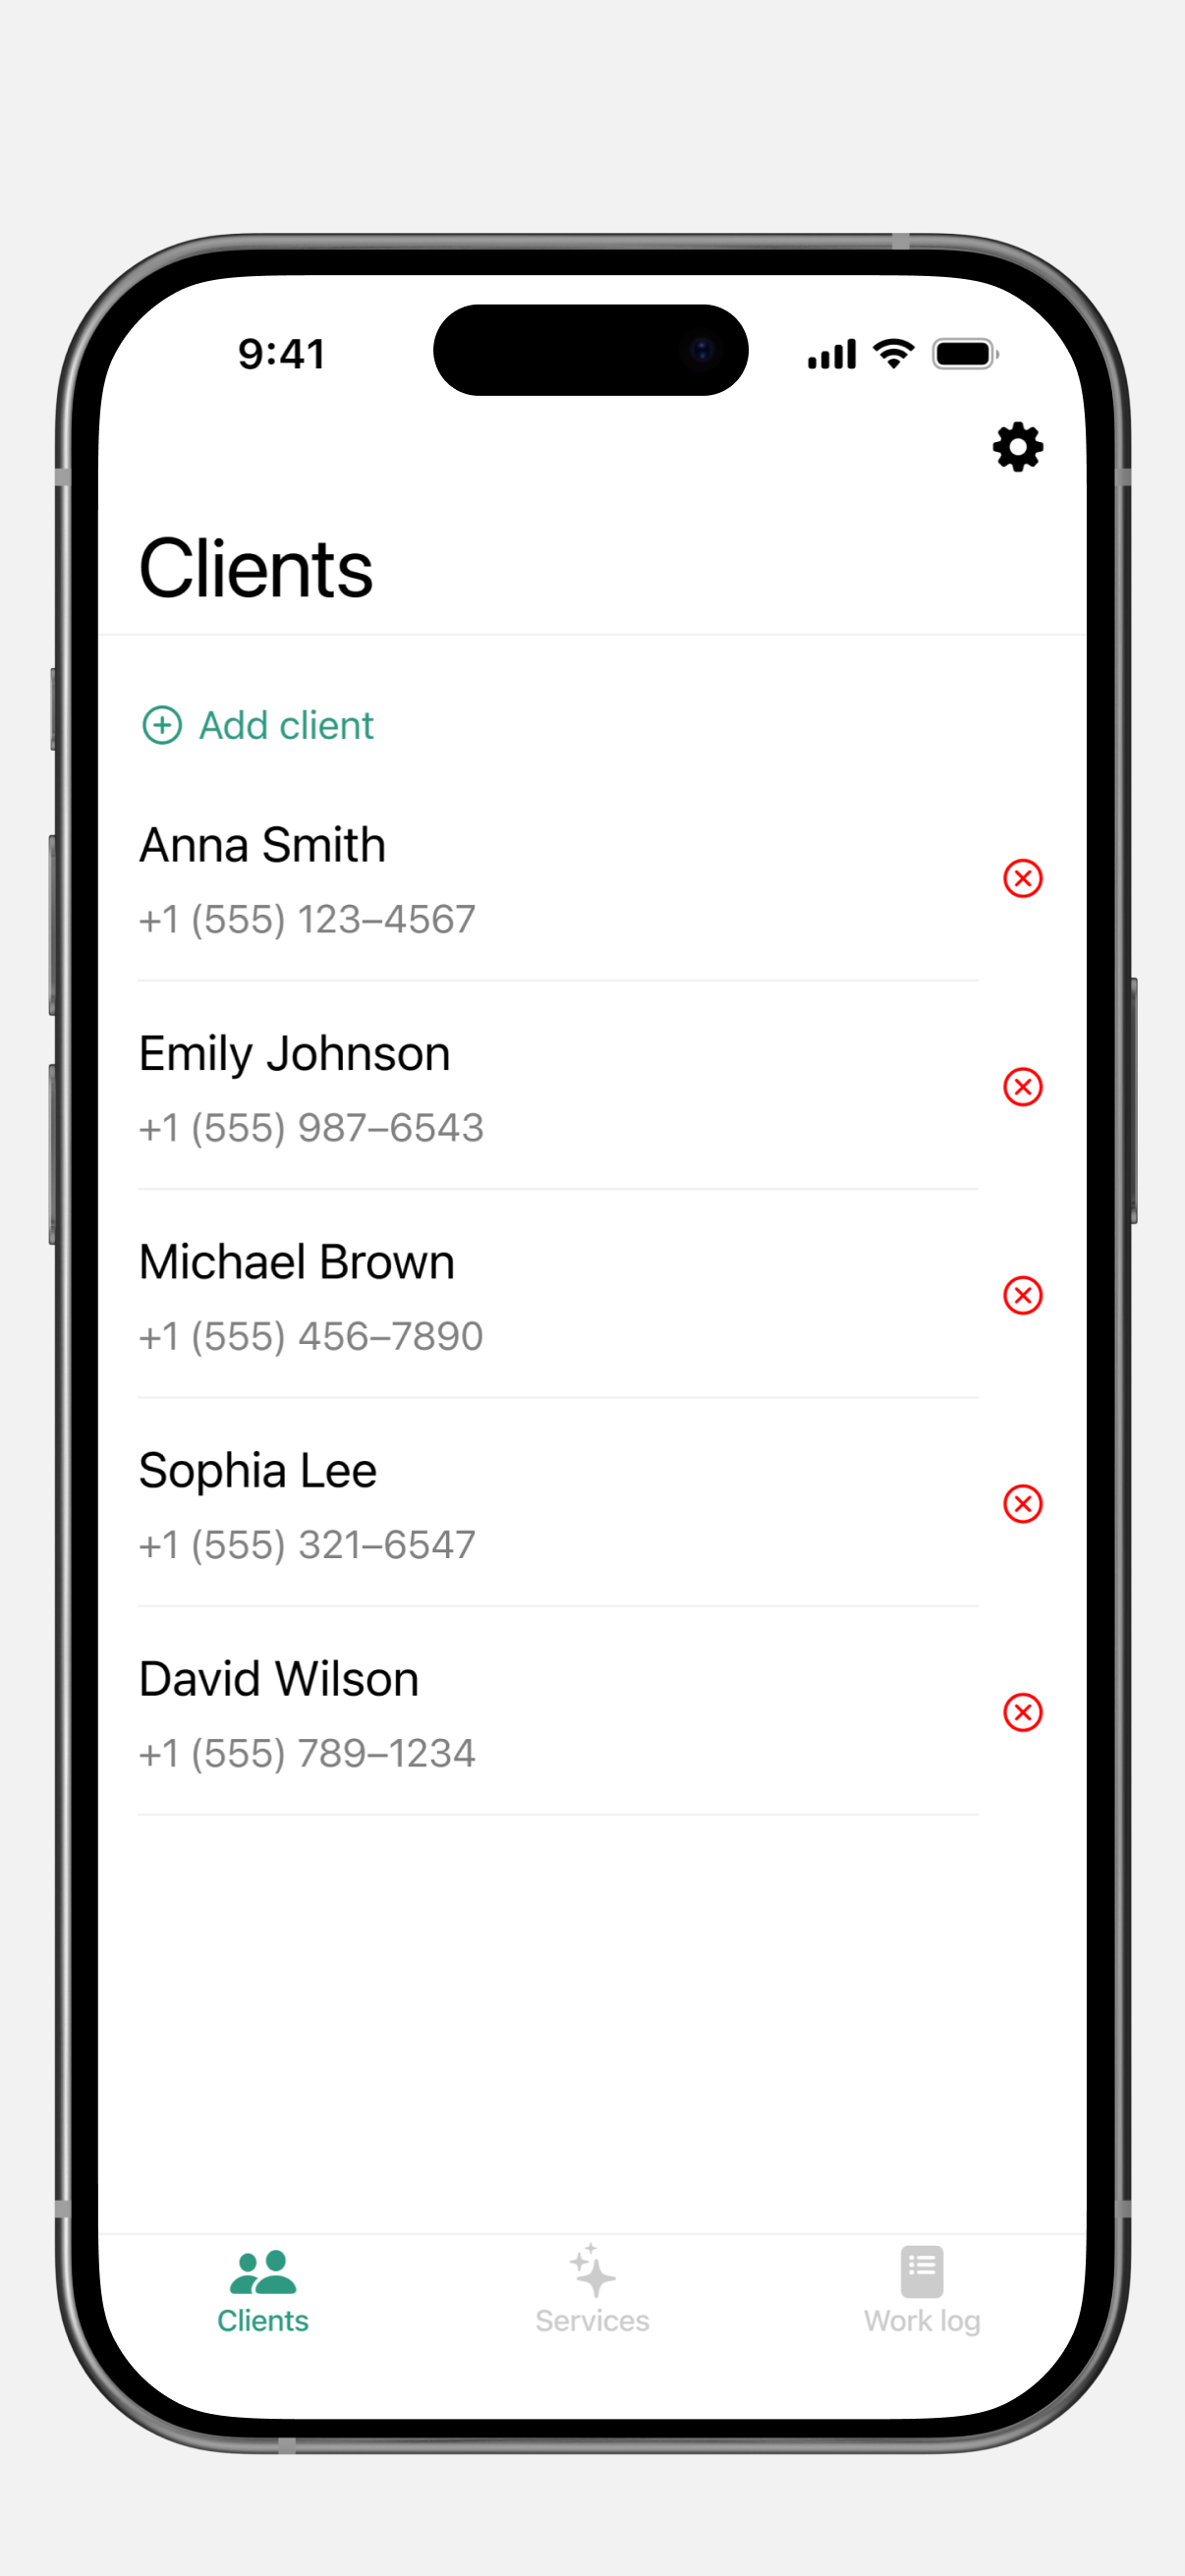 9:41
Clients
Add client
Anna Smith
+1 (555) 123–4567
Emily Johnson
+1 (555) 987–6543
Michael Brown
+1 (555) 456–7890
Sophia Lee
+1 (555) 321–6547
David Wilson
+1 (555) 789–1234
Clients
Services
Work log